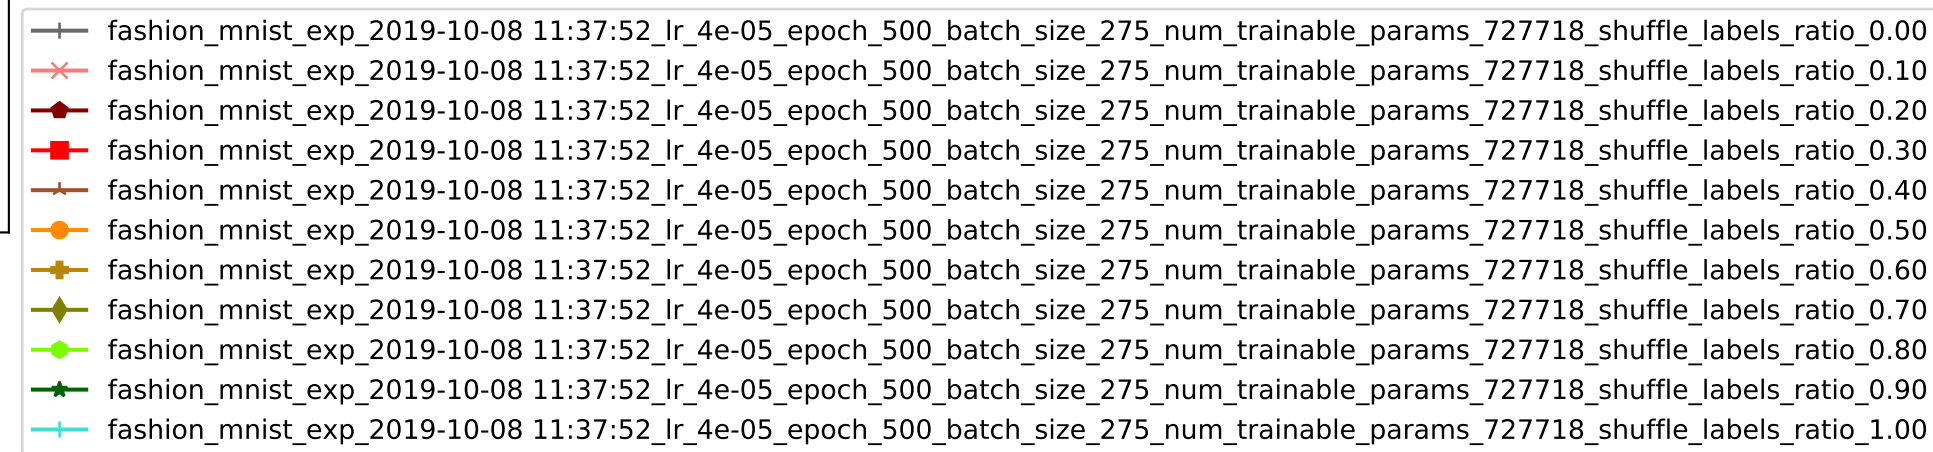 fashion_mnist_exp_2019-10-08 11:37:52_lr_4e-05_epoch_500_batch_size_275_num_trainable_params_727718_shuffle_labels_ratio_0.00
fashion_mnist_exp_2019-10-08 11:37:52_lr_4e-05_epoch_500_batch_size_275_num_trainable_params_727718_shuffle_labels_ratio_0.10
fashion_mnist_exp_2019-10-08 11:37:52_lr_4e-05_epoch_500_batch_size_275_num_trainable_params_727718_shuffle_labels_ratio_0.20
fashion_mnist_exp_2019-10-08 11:37:52_lr_4e-05_epoch_500_batch_size_275_num_trainable_params_727718_shuffle_labels_ratio_0.30
fashion_mnist_exp_2019-10-08 11:37:52_lr_4e-05_epoch_500_batch_size_275_num_trainable_params_727718_shuffle_labels_ratio_0.40
fashion_mnist_exp_2019-10-08 11:37:52_lr_4e-05_epoch_500_batch_size_275_num_trainable_params_727718_shuffle_labels_ratio_0.50
fashion_mnist_exp_2019-10-08 11:37:52_lr_4e-05_epoch_500_batch_size_275_num_trainable_params_727718_shuffle_labels_ratio_0.60
fashion_mnist_exp_2019-10-08 11:37:52_lr_4e-05_epoch_500_batch_size_275_num_trainable_params_727718_shuffle_labels_ratio_0.70
fashion_mnist_exp_2019-10-08 11:37:52_lr_4e-05_epoch_500_batch_size_275_num_trainable_params_727718_shuffle_labels_ratio_0.80
fashion_mnist_exp_2019-10-08 11:37:52_lr_4e-05_epoch_500_batch_size_275_num_trainable_params_727718_shuffle_labels_ratio_0.90
fashion_mnist_exp_2019-10-08 11:37:52_lr_4e-05_epoch_500_batch_size_275_num_trainable_params_727718_shuffle_labels_ratio_1.00